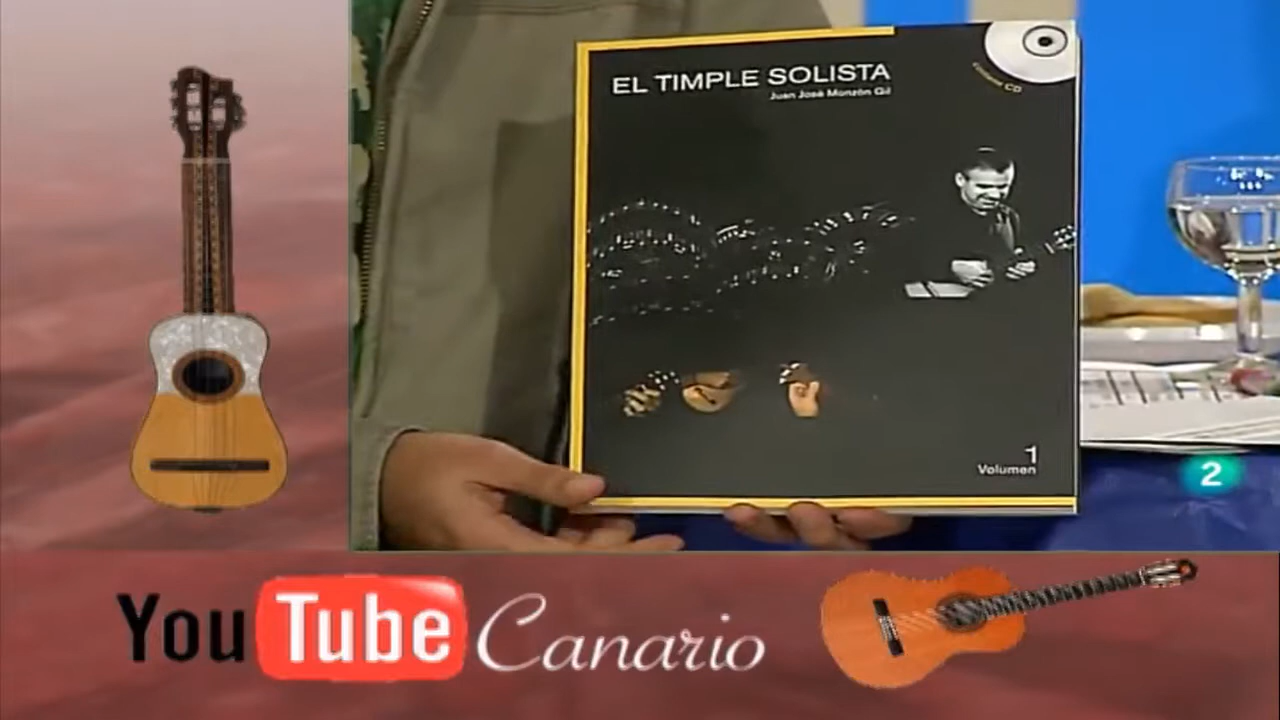 EL TIMPLE SOLISTA
Juan José Monzón Gil
1
Volumen
2
YouTube Canario